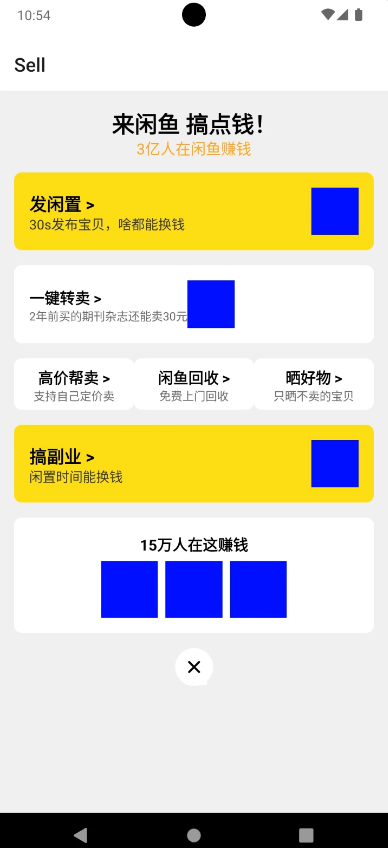 10:54
Sell
来闲鱼 搞点钱！
3亿人在闲鱼赚钱
发闲置 >
30s发布宝贝，啥都能换钱
一键转卖 >
2年前买的期刊杂志还能卖30元
高价帮卖 > 闲鱼回收 > 晒好物 >
支持自己定价卖 免费上门回收 只晒不卖的宝贝
搞副业 >
闲置时间能换钱
15万人在这赚钱